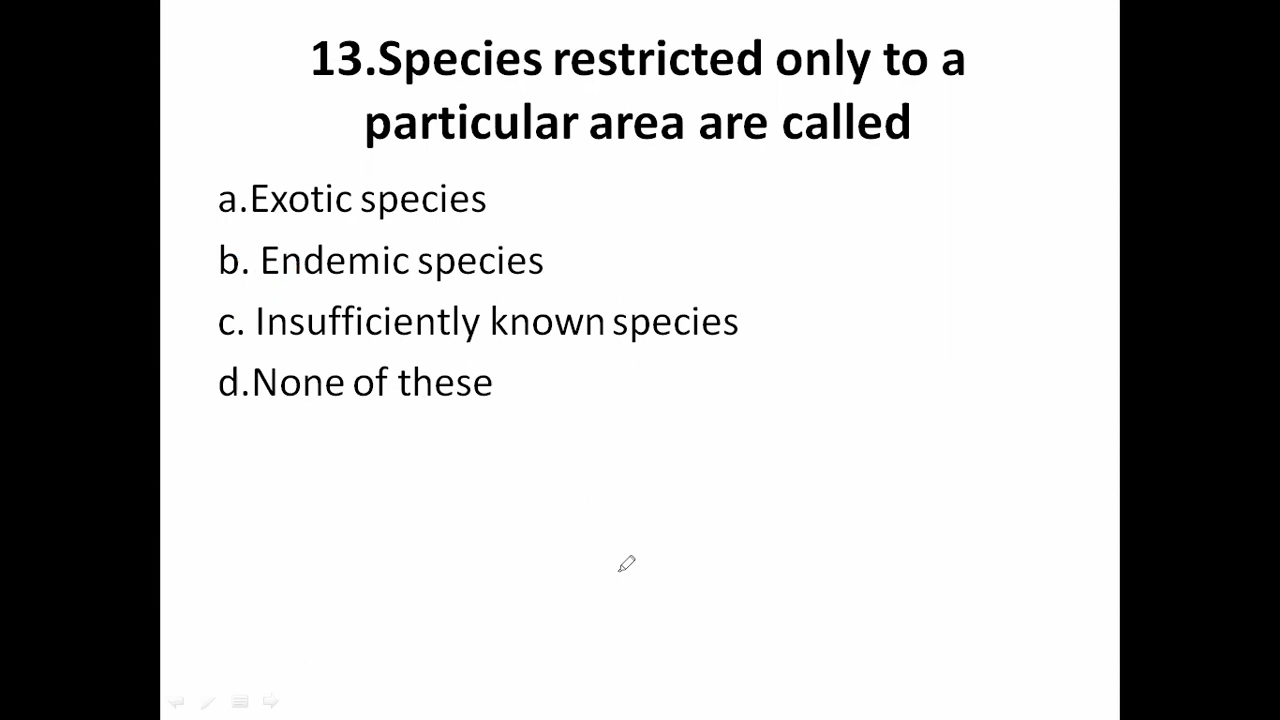 13.Species restricted only to a
particular area are called
a.Exotic species
b. Endemic species
c. Insufficiently known species
d.None of these